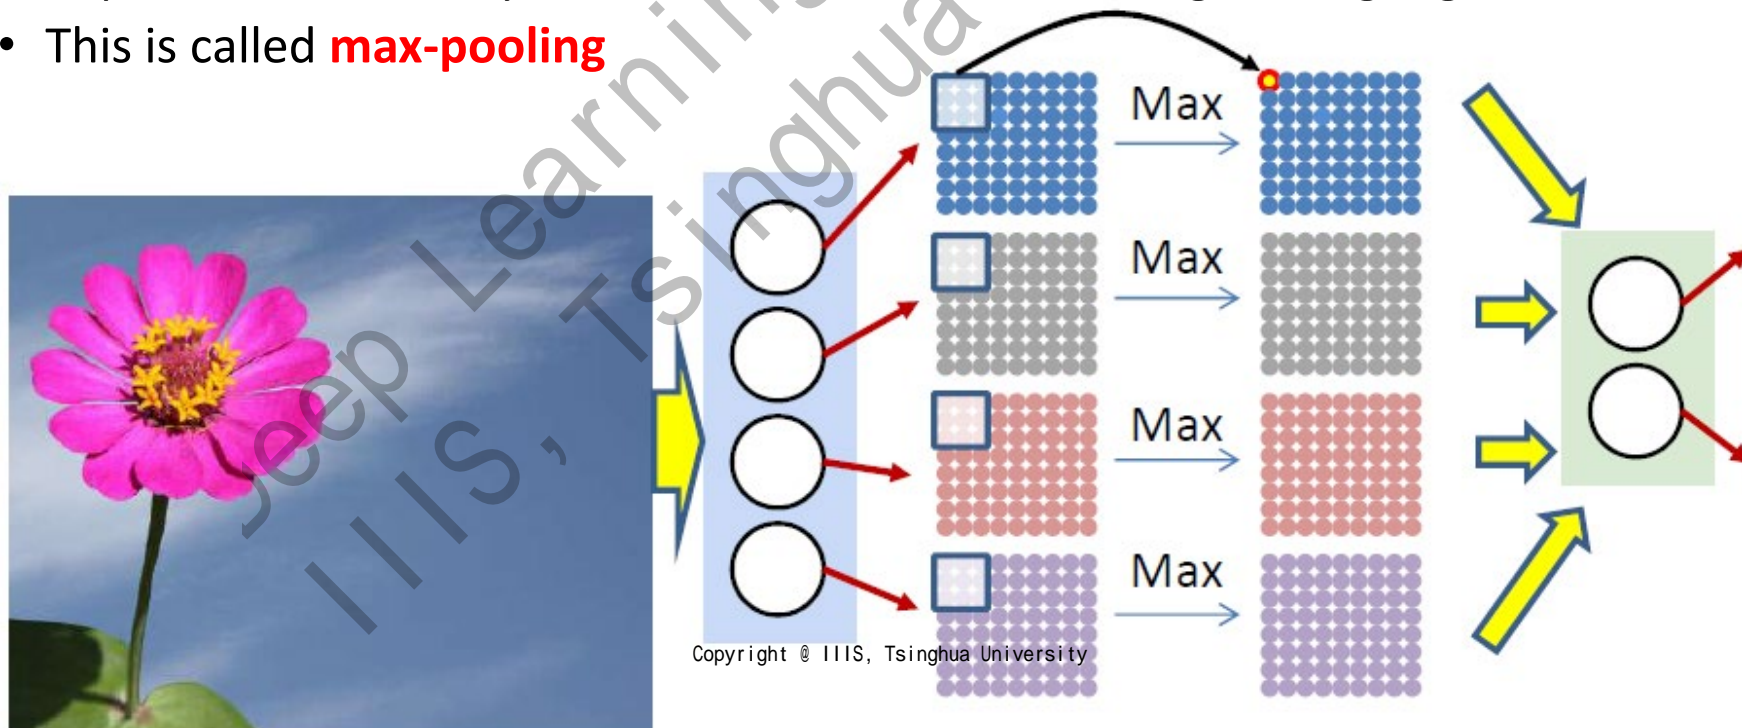 • This is called max-pooling
Max
Max
Max
Max
Deep Learning
IIIS, Tsinghua
Copyright @ IIIS, Tsinghua University